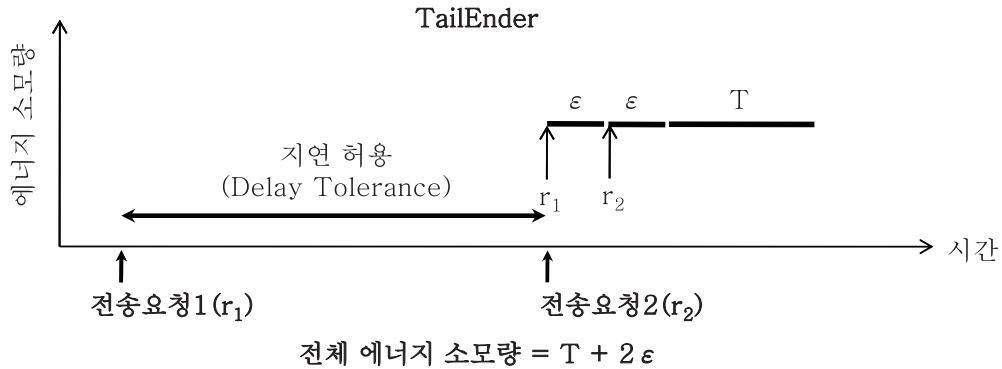 TailEnder
에너지 소모량
ε ε T
지연 허용
(Delay Tolerance)
r₁ r₂
시간
전송요청1(r₁) 전송요청2(r₂)
전체 에너지 소모량 = T + 2ε